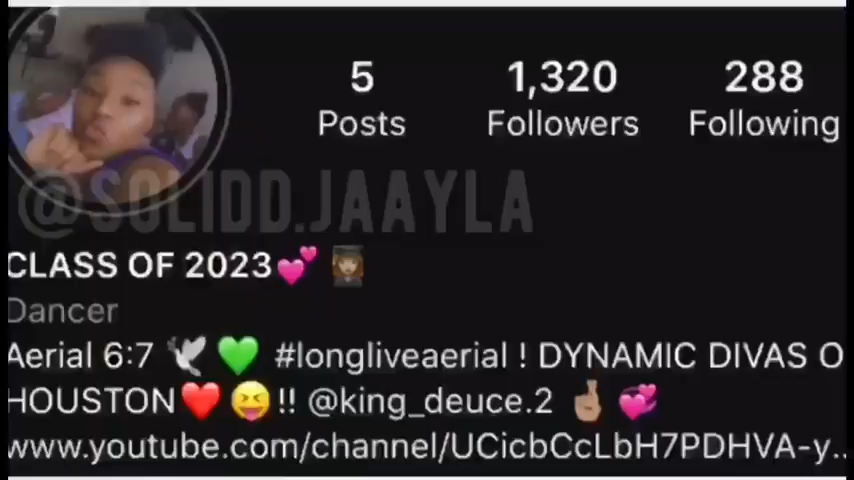 5 1,320 288
Posts Followers Following
@SOLIDD.JAAYLA
CLASS OF 2023💕 👩🏽‍🎓
Dancer
Aerial 6:7 🕊️💚 #longliveaerial ! DYNAMIC DIVAS O
HOUSTON❤️😝!! @king_deuce.2 🤞🏽 💞
www.youtube.com/channel/UCicbCcLbH7PDHVA-y..